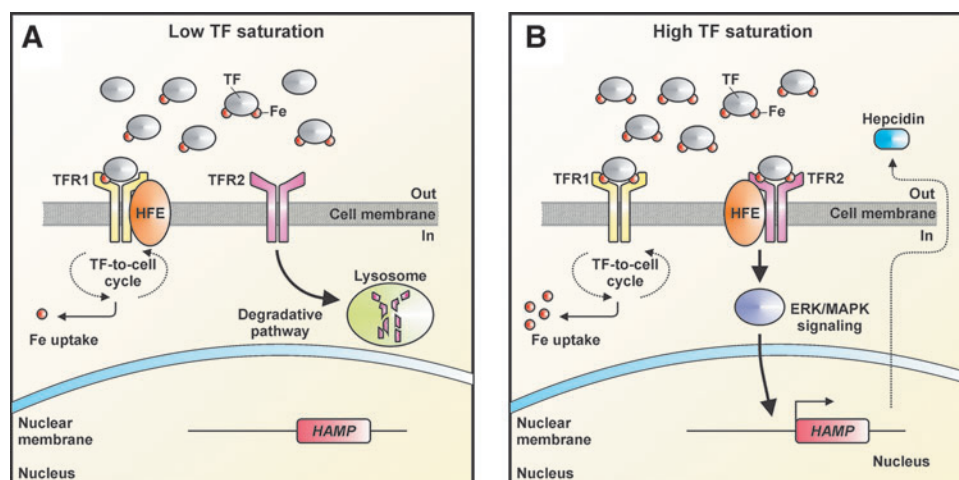 A
Low TF saturation
TF
Fe
TFR1
TFR2
HFE
Out
Cell membrane
In
TF-to-cell
cycle
Lysosome
Degradative
pathway
Fe uptake
Nuclear
membrane
HAMP
Nucleus
B
High TF saturation
TF
Fe
Hepcidin
TFR1
TFR2
HFE
Out
Cell membrane
In
TF-to-cell
cycle
ERK/MAPK
signaling
Fe uptake
Nuclear
membrane
HAMP
Nucleus
Nucleus